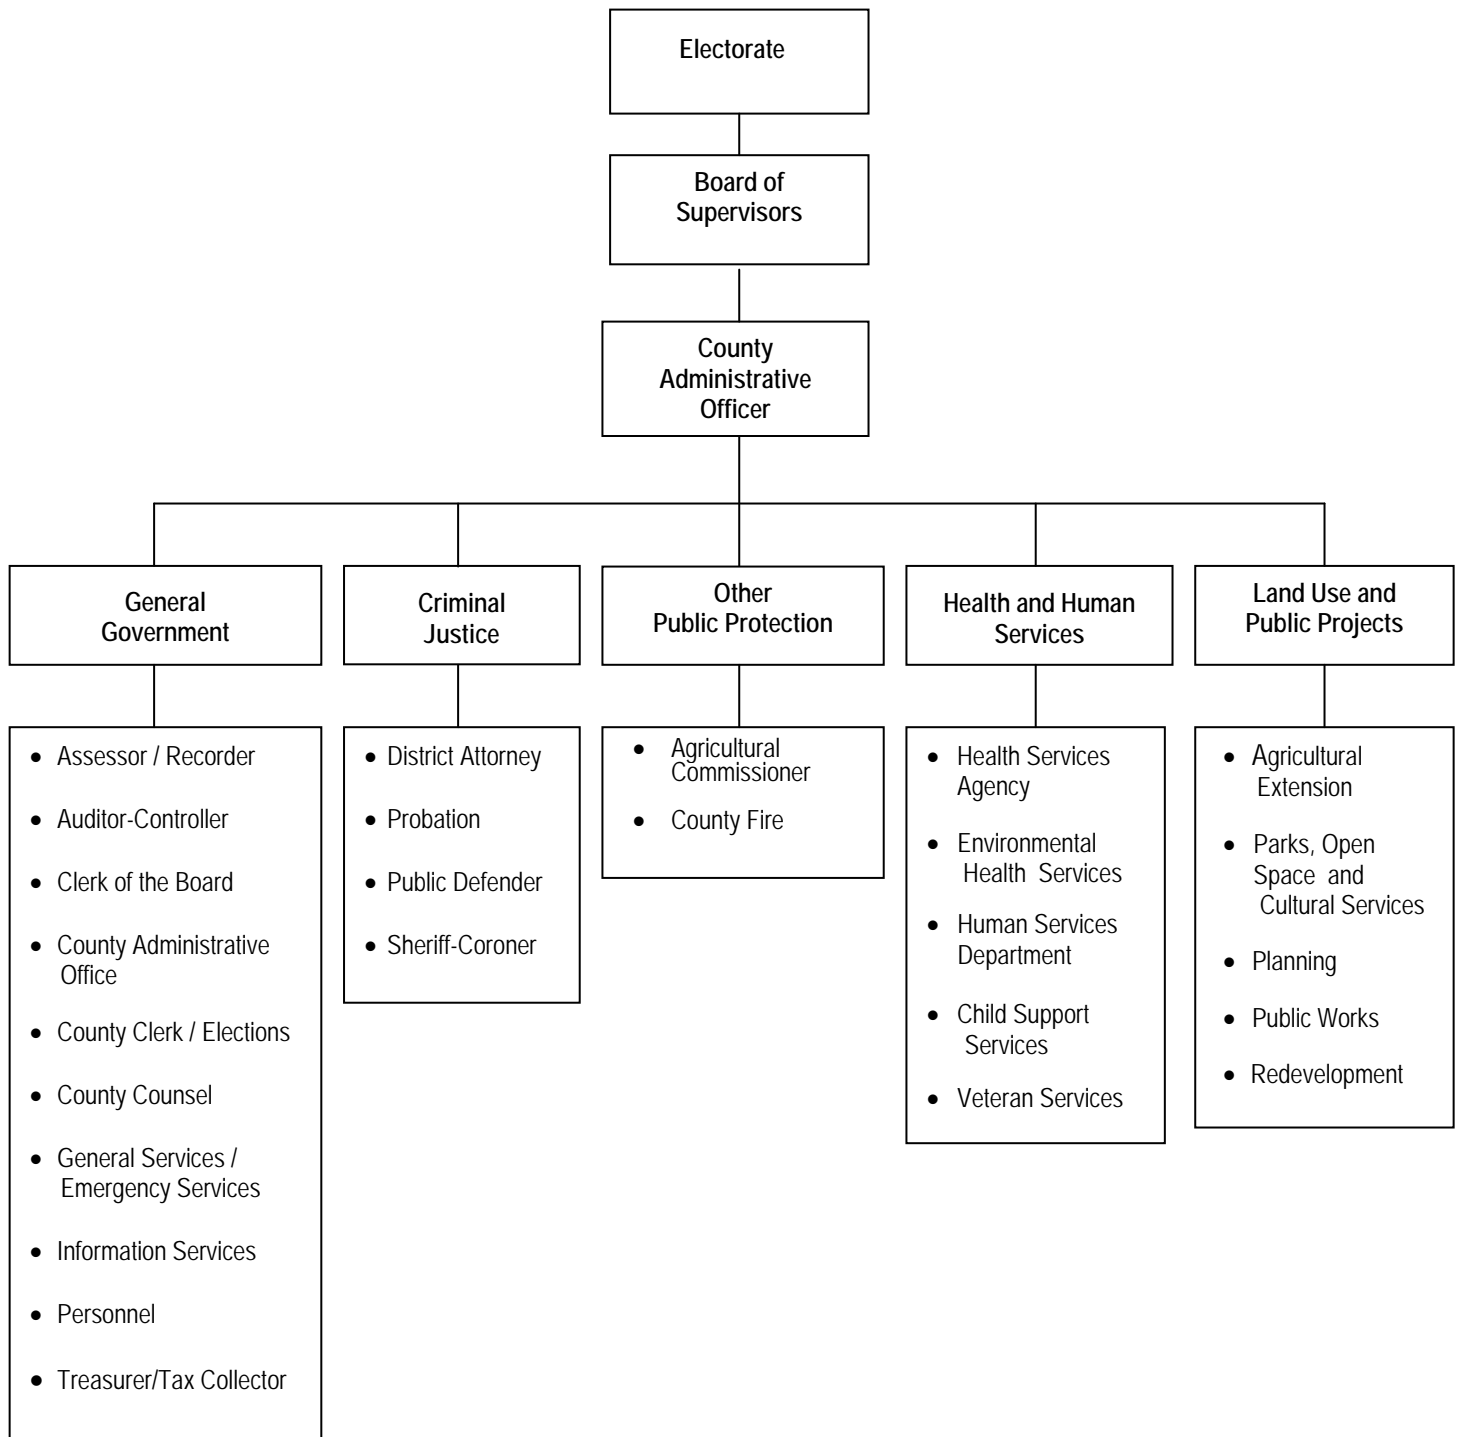 Electorate
Board of
Supervisors
County
Administrative
Officer
General
Government
Criminal
Justice
Other
Public Protection
Health and Human
Services
Land Use and
Public Projects
• Assessor / Recorder
• Auditor-Controller
• Clerk of the Board
• County Administrative
Office
• County Clerk / Elections
• County Counsel
• General Services /
Emergency Services
• Information Services
• Personnel
• Treasurer/Tax Collector
• District Attorney
• Probation
• Public Defender
• Sheriff-Coroner
• Agricultural
Commissioner
• County Fire
• Health Services
Agency
• Environmental
Health Services
• Human Services
Department
• Child Support
Services
• Veteran Services
• Agricultural
Extension
• Parks, Open
Space and
Cultural Services
• Planning
• Public Works
• Redevelopment